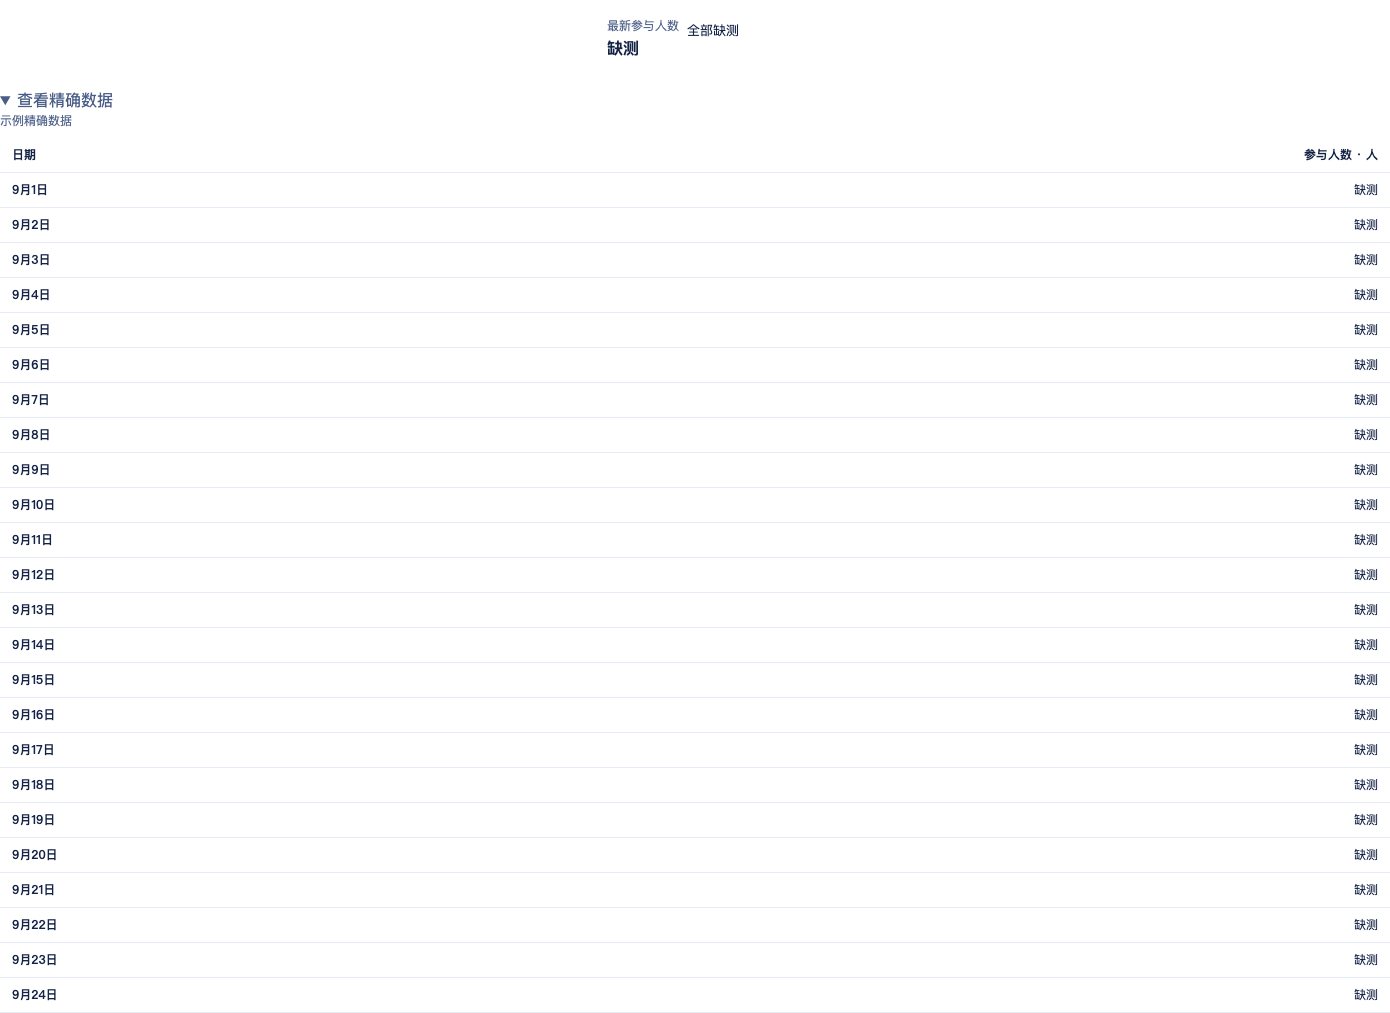 最新参与人数
全部缺测
缺测
▼ 查看精确数据
示例精确数据
日期 参与人数 · 人
9月1日 缺测
9月2日 缺测
9月3日 缺测
9月4日 缺测
9月5日 缺测
9月6日 缺测
9月7日 缺测
9月8日 缺测
9月9日 缺测
9月10日 缺测
9月11日 缺测
9月12日 缺测
9月13日 缺测
9月14日 缺测
9月15日 缺测
9月16日 缺测
9月17日 缺测
9月18日 缺测
9月19日 缺测
9月20日 缺测
9月21日 缺测
9月22日 缺测
9月23日 缺测
9月24日 缺测